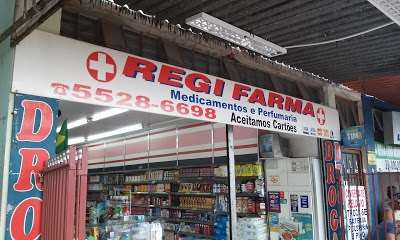 REGI FARMA
5528-6698
Medicamentos e Perfumaria
Aceitamos Cartões
DRO
DROG